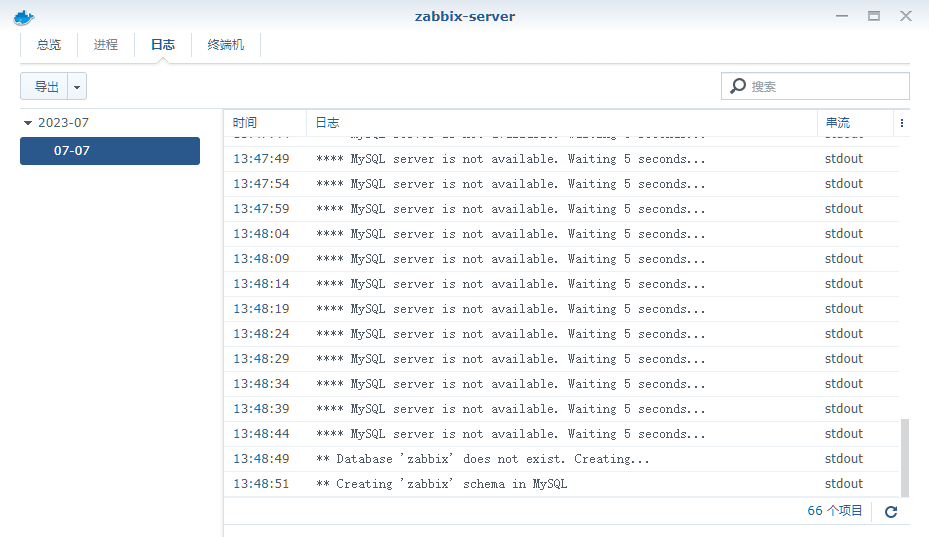 zabbix-server
总览 进程 日志 终端机
导出 搜索
2023-07
07-07
时间 日志 串流
13:47:49 **** MySQL server is not available. Waiting 5 seconds... stdout
13:47:54 **** MySQL server is not available. Waiting 5 seconds... stdout
13:47:59 **** MySQL server is not available. Waiting 5 seconds... stdout
13:48:04 **** MySQL server is not available. Waiting 5 seconds... stdout
13:48:09 **** MySQL server is not available. Waiting 5 seconds... stdout
13:48:14 **** MySQL server is not available. Waiting 5 seconds... stdout
13:48:19 **** MySQL server is not available. Waiting 5 seconds... stdout
13:48:24 **** MySQL server is not available. Waiting 5 seconds... stdout
13:48:29 **** MySQL server is not available. Waiting 5 seconds... stdout
13:48:34 **** MySQL server is not available. Waiting 5 seconds... stdout
13:48:39 **** MySQL server is not available. Waiting 5 seconds... stdout
13:48:44 **** MySQL server is not available. Waiting 5 seconds... stdout
13:48:49 ** Database 'zabbix' does not exist. Creating... stdout
13:48:51 ** Creating 'zabbix' schema in MySQL stdout
66 个项目